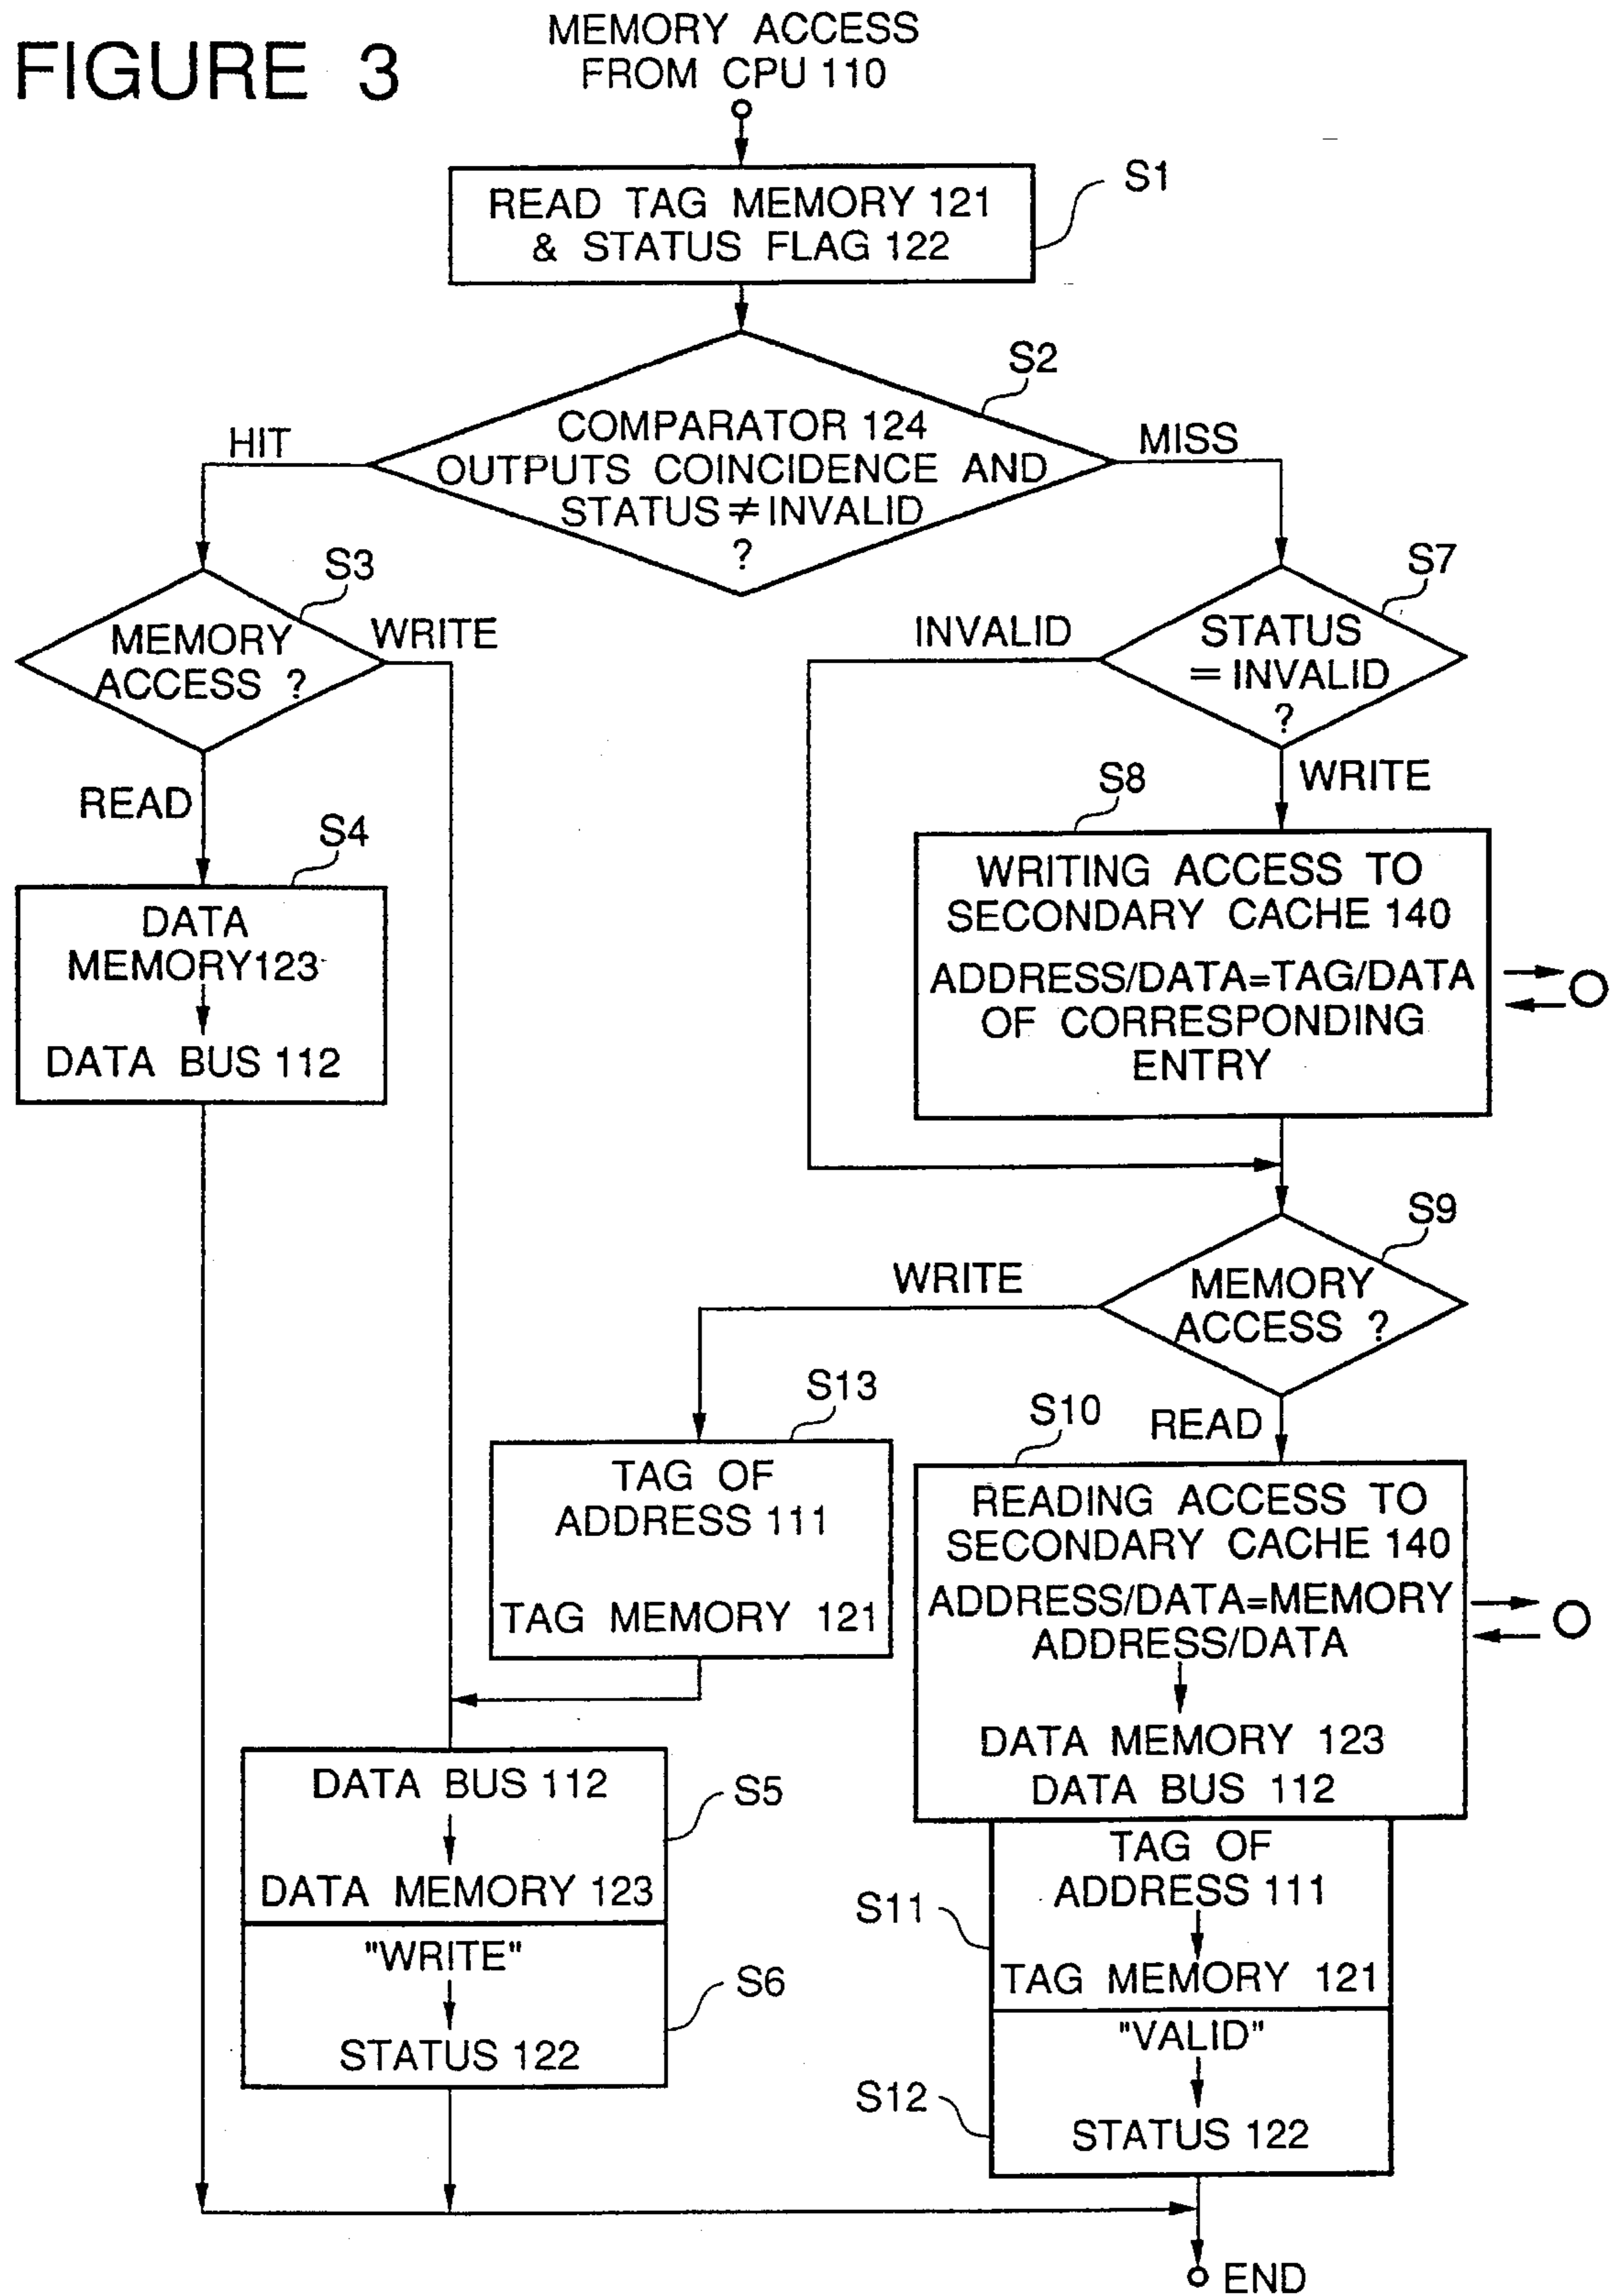 FIGURE 3
MEMORY ACCESS
FROM CPU 110
READ TAG MEMORY 121
& STATUS FLAG 122
S1
S2
COMPARATOR 124
OUTPUTS COINCIDENCE AND
STATUS≠INVALID
?
HIT
MISS
S3
MEMORY
ACCESS ?
WRITE
READ
S4
DATA
MEMORY123
DATA BUS 112
S7
STATUS
= INVALID
?
INVALID
WRITE
S8
WRITING ACCESS TO
SECONDARY CACHE 140
ADDRESS/DATA=TAG/DATA
OF CORRESPONDING
ENTRY
S9
MEMORY
ACCESS ?
WRITE
READ
S13
TAG OF
ADDRESS 111
TAG MEMORY 121
S10
READING ACCESS TO
SECONDARY CACHE 140
ADDRESS/DATA=MEMORY
ADDRESS/DATA
DATA MEMORY 123
DATA BUS 112
S5
DATA BUS 112
DATA MEMORY 123
S6
"WRITE"
STATUS 122
S11
TAG OF
ADDRESS 111
TAG MEMORY 121
S12
"VALID"
STATUS 122
END